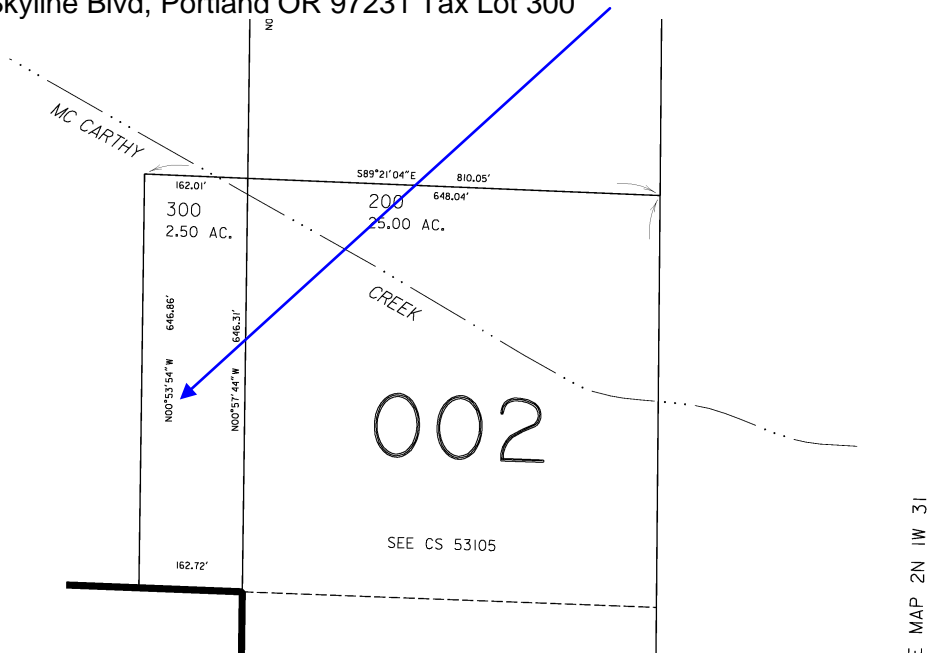 Skyline Blvd, Portland OR 97231 Tax Lot 300
NO
MC CARTHY
S89°21'04"E 810.05'
162.01'
648.04'
300
200
2.50 AC.
25.00 AC.
CREEK
N00°53'54"W 646.86'
N00°57'44"W 646.31'
002
SEE CS 53105
162.72'
MAP 2N 1W 31